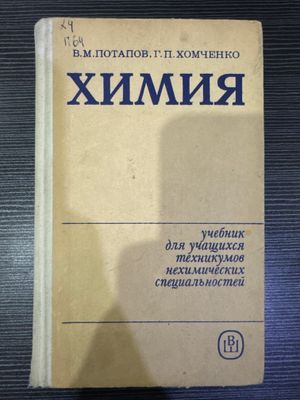 В.М.ПОТАПОВ, Г.П.ХОМЧЕНКО
ХИМИЯ
учебник
для учащихся
техникумов
нехимических
специальностей